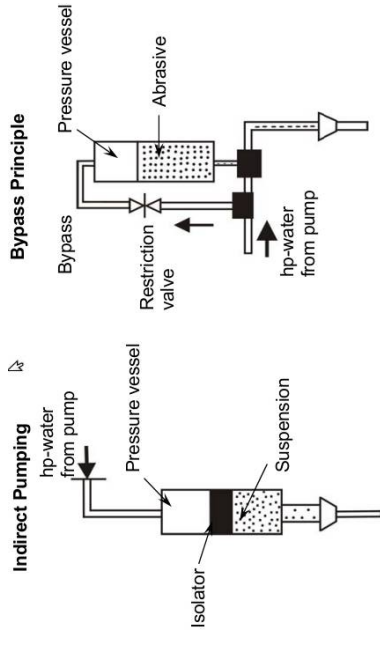 Indirect Pumping
hp-water
from pump
Pressure vessel
Isolator
Suspension
Bypass Principle
Bypass
Pressure vessel
Abrasive
Restriction
valve
hp-water
from pump